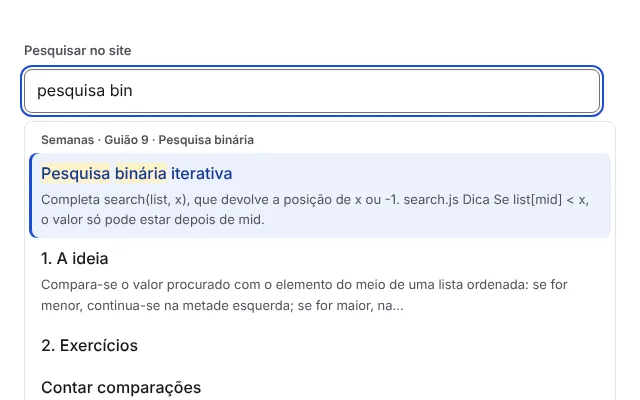 Pesquisar no site
pesquisa bin
Semanas · Guião 9 · Pesquisa binária
Pesquisa binária iterativa
Completa search(list, x), que devolve a posição de x ou -1. search.js Dica Se list[mid] < x,
o valor só pode estar depois de mid.
1. A ideia
Compara-se o valor procurado com o elemento do meio de uma lista ordenada: se for
menor, continua-se na metade esquerda; se for maior, na...
2. Exercícios
Contar comparações